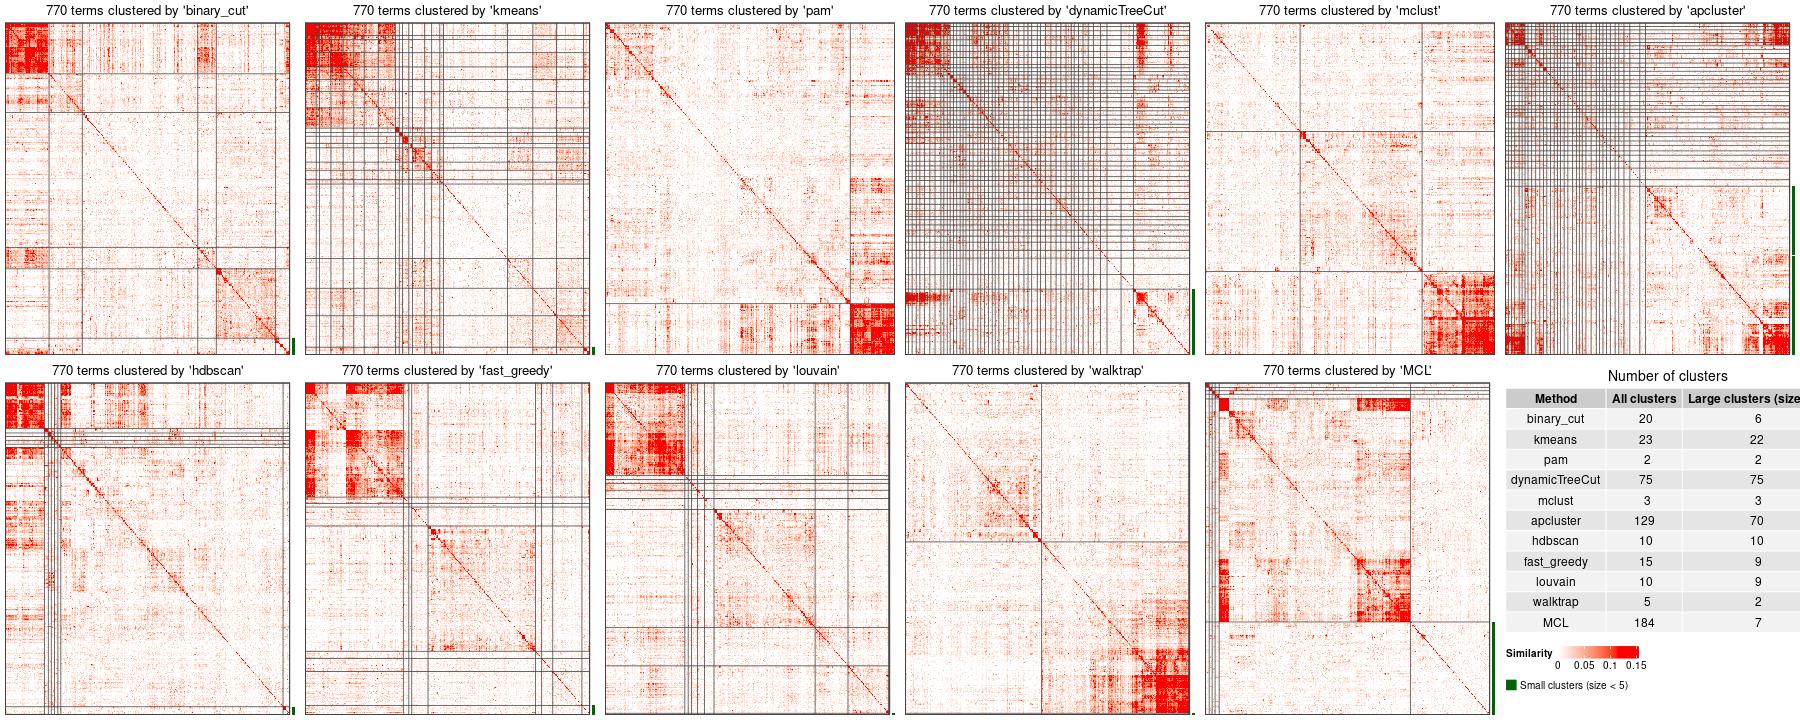 770 terms clustered by 'binary_cut'
770 terms clustered by 'kmeans'
770 terms clustered by 'pam'
770 terms clustered by 'dynamicTreeCut'
770 terms clustered by 'mclust'
770 terms clustered by 'apcluster'
770 terms clustered by 'hdbscan'
770 terms clustered by 'fast_greedy'
770 terms clustered by 'louvain'
770 terms clustered by 'walktrap'
770 terms clustered by 'MCL'
Number of clusters
Method All clusters Large clusters (size
binary_cut 20 6
kmeans 23 22
pam 2 2
dynamicTreeCut 75 75
mclust 3 3
apcluster 129 70
hdbscan 10 10
fast_greedy 15 9
louvain 10 9
walktrap 5 2
MCL 184 7
Similarity
0 0.05 0.1 0.15
Small clusters (size < 5)